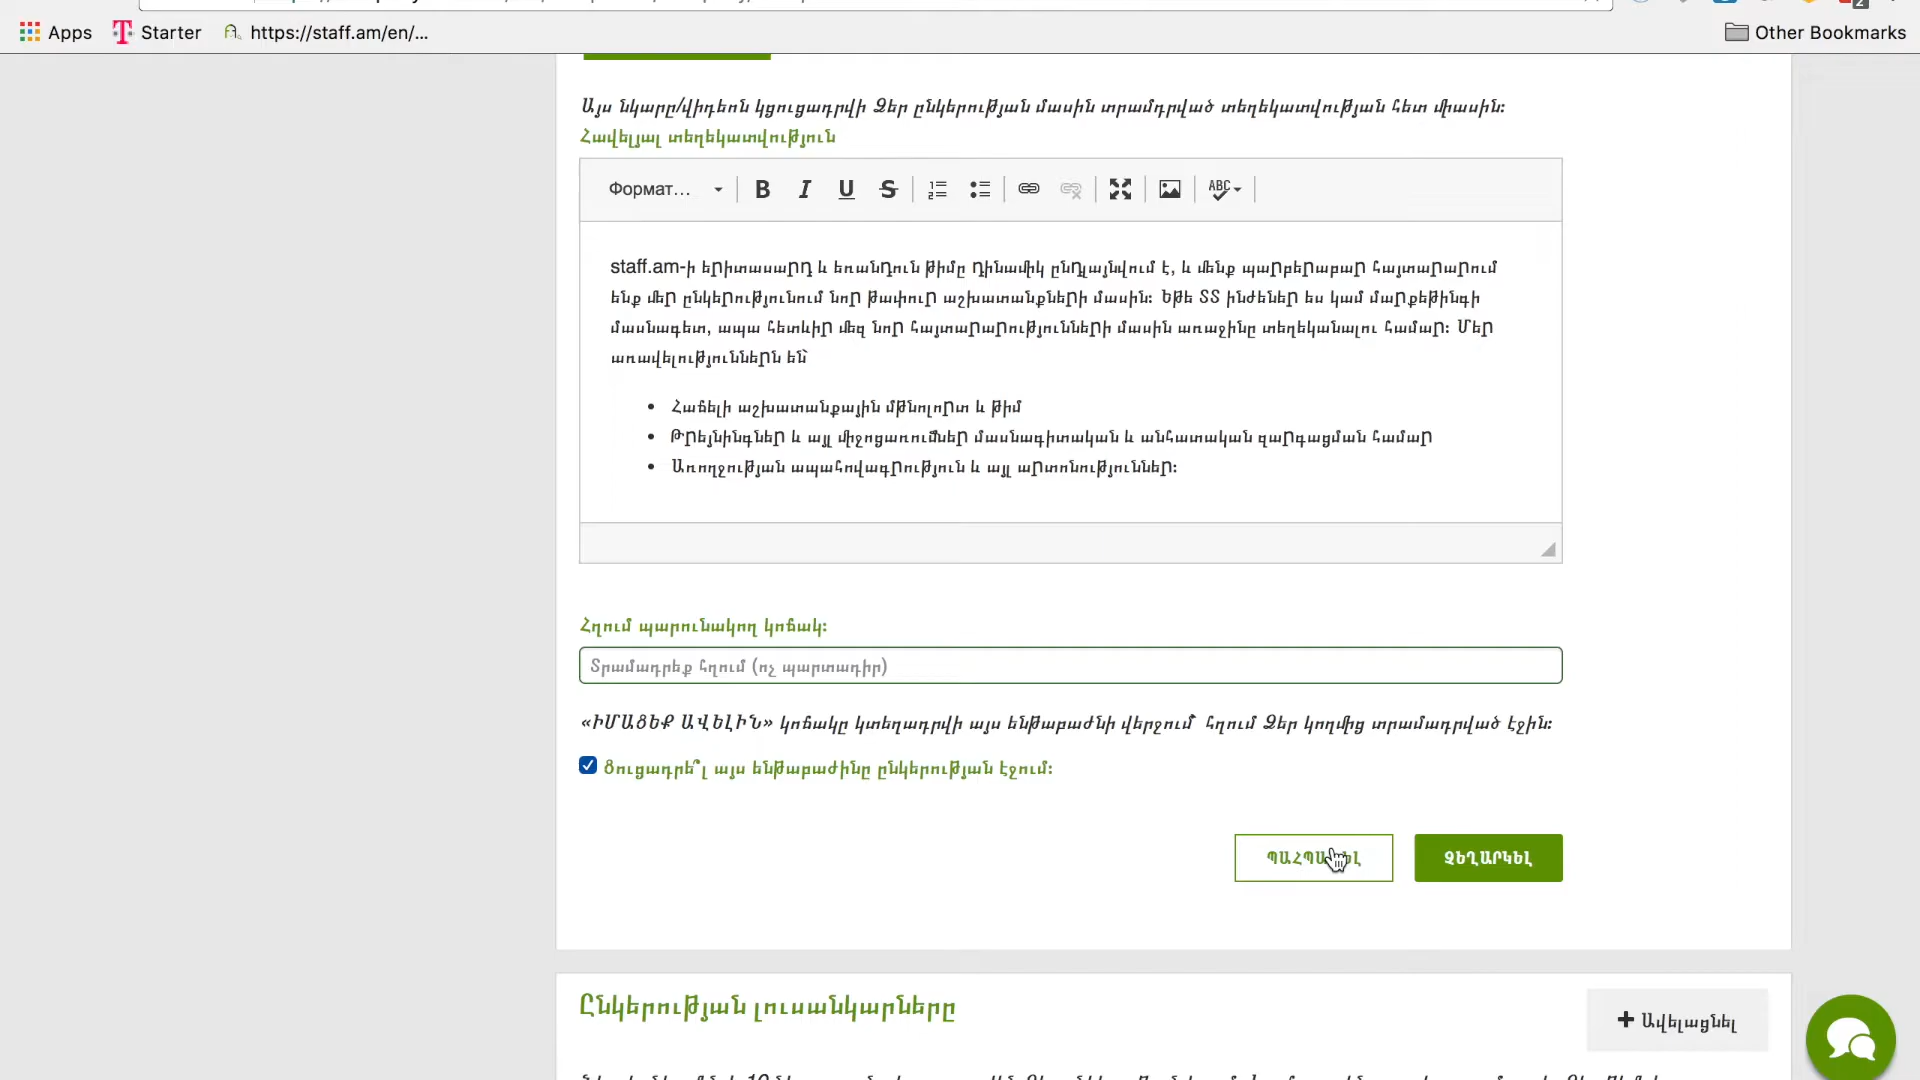 Apps Starter https://staff.am/en/... Other Bookmarks
Այս նկարը/վիդեոն կցուցադրվի Ձեր ընկերության մասին տրամդրված տեղեկատվության հետ միասին:
Հավելյալ տեղեկատվություն
Формат...
staff.am-ի երիտասարդ և եռանդուն թիմը դինամիկ ընդլայնվում է, և մենք պարբերաբար հայտարարում
ենք մեր ընկերությունում նոր թափուր աշխատանքների մասին: Եթե ՏՏ ինժեներ ես կամ մարքեթինգի
մասնագետ, ապա հետևիր մեզ նոր հայտարարությունների մասին առաջինը տեղեկանալու համար: Մեր
առավելություններն են՝
• Հաճելի աշխատանքային մթնոլորտ և թիմ
• Թրեյնինգներ և այլ միջոցառումներ մասնագիտական և անհատական զարգացման համար
• Առողջության ապահովագրություն և այլ արտոնություններ:
Հղում պարունակող կոճակ:
Տրամադրեք հղում (ոչ պարտադիր)
«ԻՄԱՑԵՔ ԱՎԵԼԻՆ» կոճակը կտեղադրվի այս ենթաբաժնի վերջում՝ հղում Ձեր կողմից տրամադրված էջին:
Ցուցադրե՞լ այս ենթաբաժինը ընկերության էջում:
ՉԵՂԱՐԿԵԼ
Ընկերության լուսանկարները
+ Ավելացնել